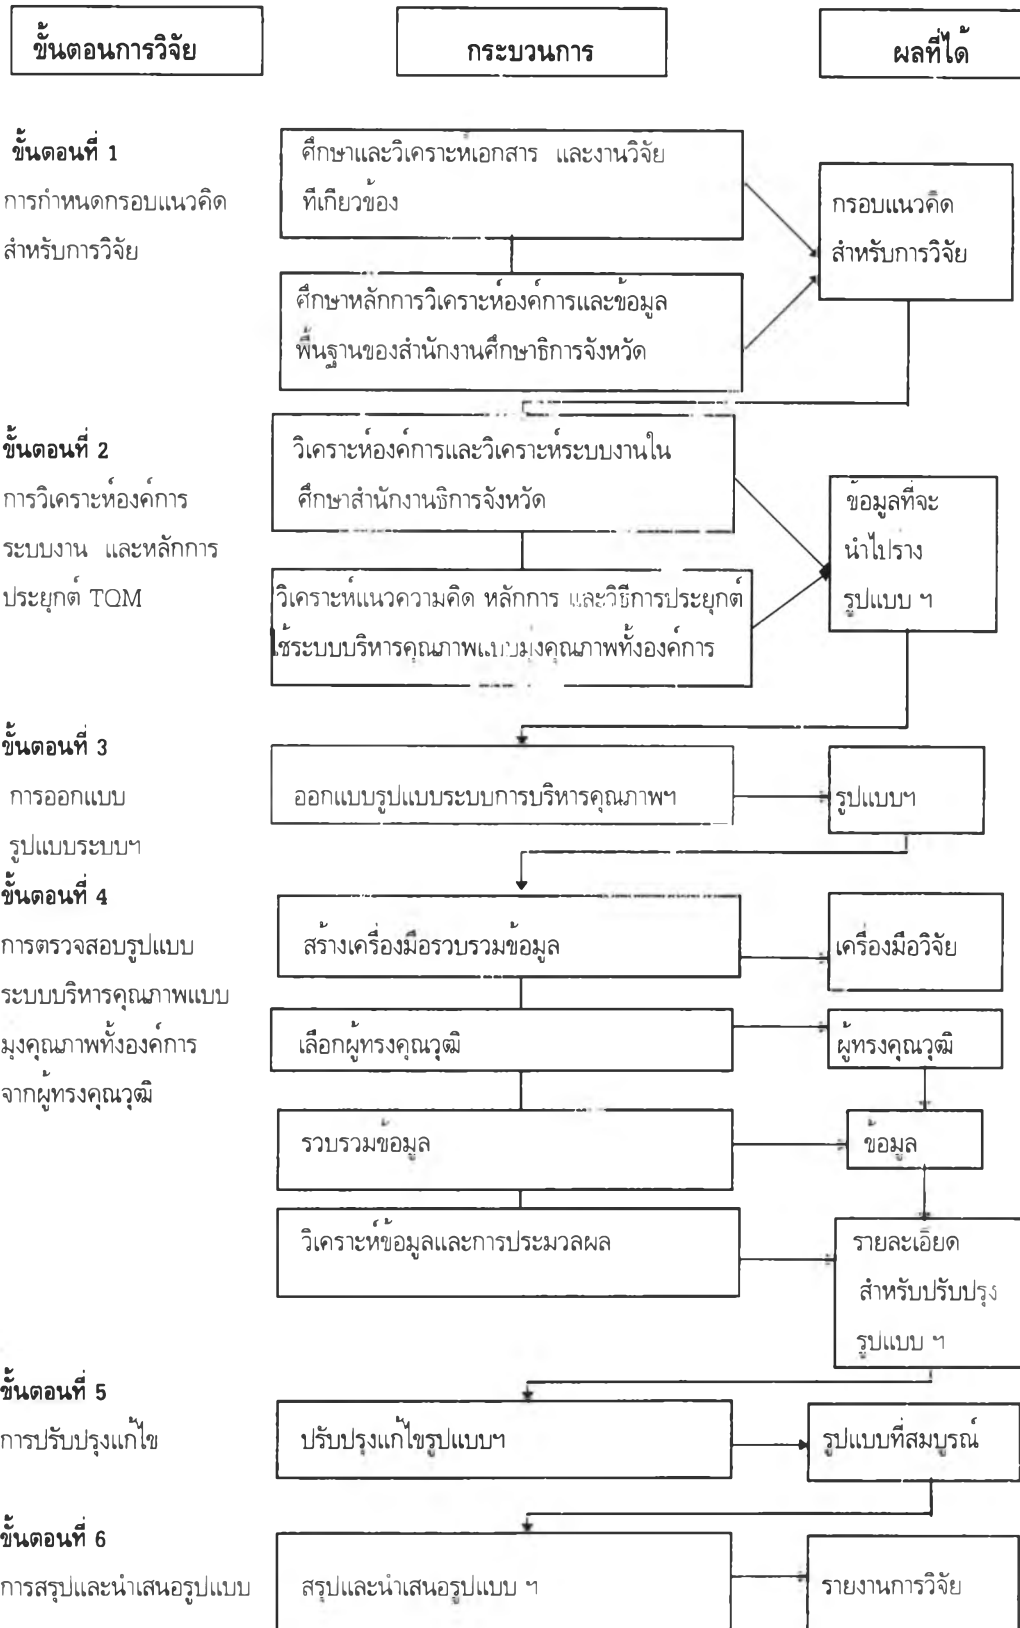 ขั้นตอนการวิจัย
กระบวนการ
ผลที่ได้
ขั้นตอนที่ 1
การกำหนดกรอบแนวคิด
สำหรับการวิจัย
ศึกษาและวิเคราะห์เอกสาร และงานวิจัย
ที่เกี่ยวข้อง
ศึกษาหลักการวิเคราะห์องค์การและข้อมูล
พื้นฐานของสำนักงานศึกษาธิการจังหวัด
กรอบแนวคิด
สำหรับการวิจัย
ขั้นตอนที่ 2
การวิเคราะห์องค์การ
ระบบงาน และหลักการ
ประยุกต์ TQM
วิเคราะห์องค์การและวิเคราะห์ระบบงานใน
ศึกษาสำนักงานธิการจังหวัด
วิเคราะห์แนวความคิด หลักการ และวิธีการประยุกต์
ใช้ระบบบริหารคุณภาพแบบมุ่งคุณภาพทั้งองค์การ
ข้อมูลที่จะ
นำไปร่าง
รูปแบบ ฯ
ขั้นตอนที่ 3
การออกแบบ
รูปแบบระบบฯ
ออกแบบรูปแบบระบบการบริหารคุณภาพฯ
รูปแบบฯ
ขั้นตอนที่ 4
การตรวจสอบรูปแบบ
ระบบบริหารคุณภาพแบบ
มุงคุณภาพทั้งองค์การ
จากผู้ทรงคุณวุฒิ
สร้างเครื่องมือรวบรวมข้อมูล
เครื่องมือวิจัย
เลือกผู้ทรงคุณวุฒิ
ผู้ทรงคุณวุฒิ
รวบรวมข้อมูล
ข้อมูล
วิเคราะห์ข้อมูลและการประมวลผล
รายละเอียด
สำหรับปรับปรุง
รูปแบบ ฯ
ขั้นตอนที่ 5
การปรับปรุงแก้ไข
ปรับปรุงแก้ไขรูปแบบฯ
รูปแบบที่สมบูรณ์
ขั้นตอนที่ 6
การสรุปและนำเสนอรูปแบบ
สรุปและนำเสนอรูปแบบ ฯ
รายงานการวิจัย